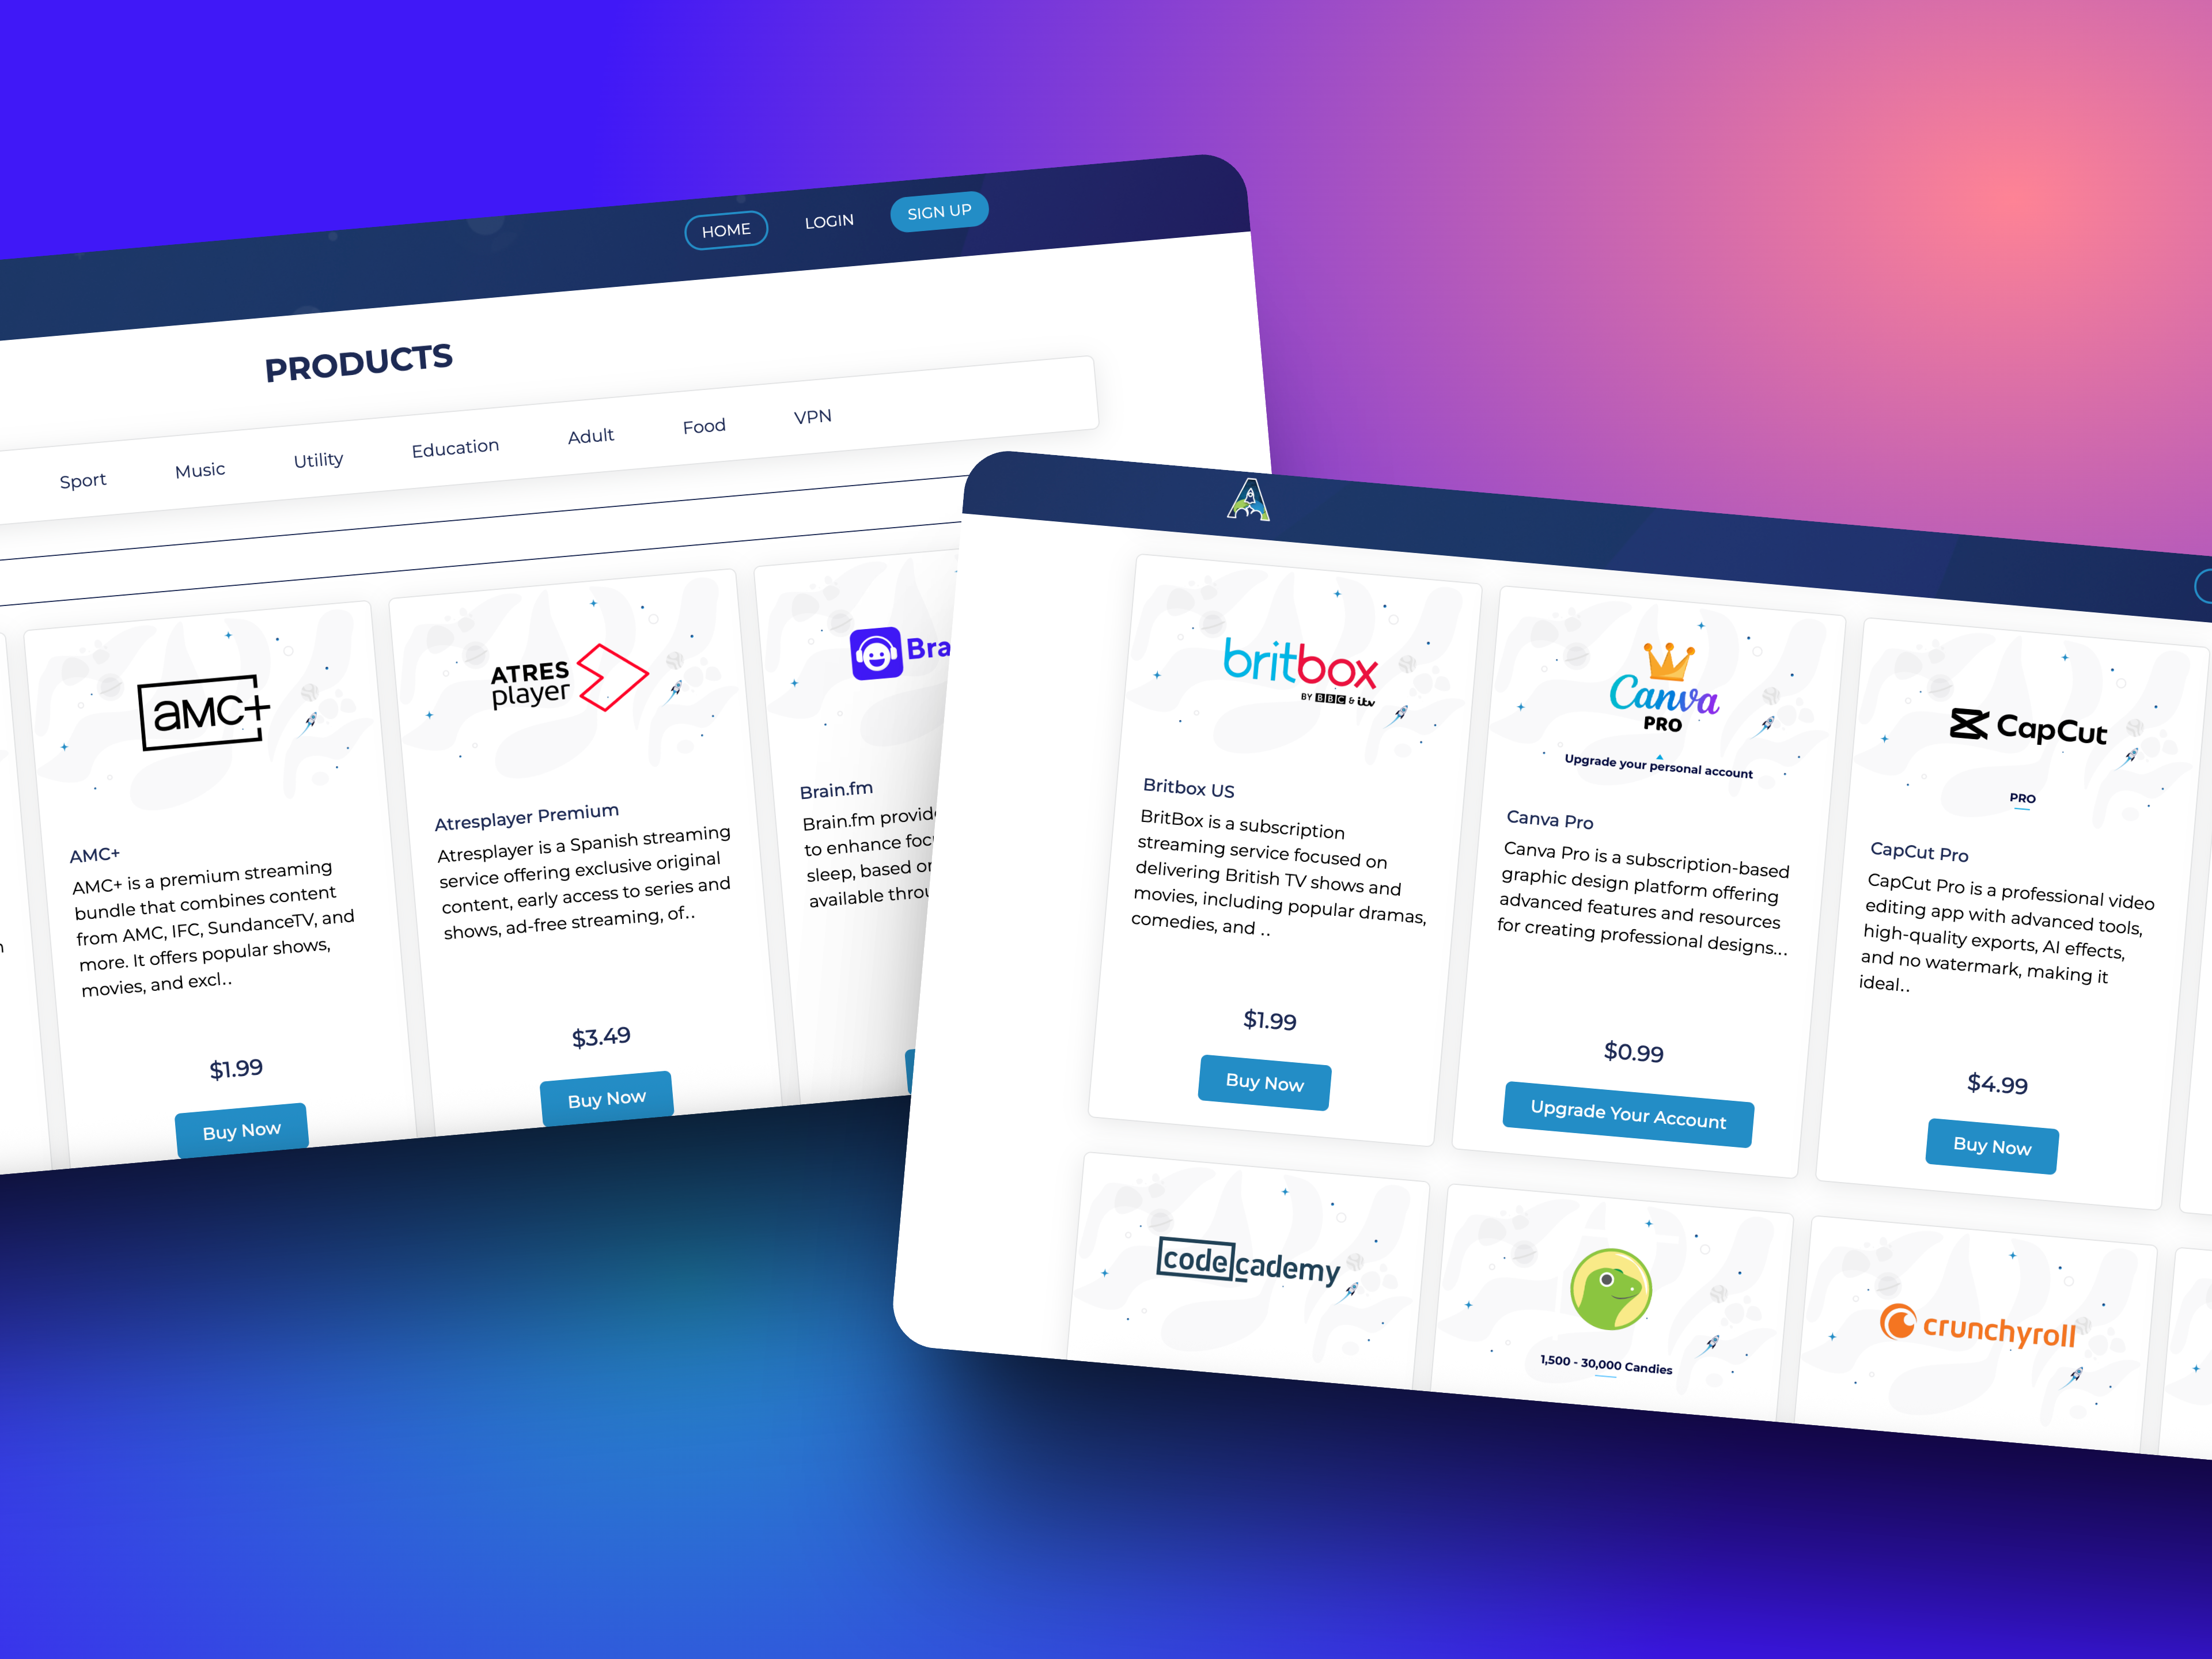 HOME
LOGIN
SIGN UP
PRODUCTS
Sport
Music
Utility
Education
Adult
Food
VPN
aMC+
AMC+
AMC+ is a premium streaming
bundle that combines content
from AMC, IFC, SundanceTV, and
more. It offers popular shows,
movies, and excl..
$1.99
Buy Now
ATRES
player
Atresplayer Premium
Atresplayer is a Spanish streaming
service offering exclusive original
content, early access to series and
shows, ad-free streaming, of..
$3.49
Buy Now
Bra
Brain.fm
Brain.fm provid
to enhance foc
sleep, based o
available throu
britbox
BY BBC & itv
Britbox US
BritBox is a subscription
streaming service focused on
delivering British TV shows and
movies, including popular dramas,
comedies, and ..
$1.99
Buy Now
Canva
PRO
Upgrade your personal account
Canva Pro
Canva Pro is a subscription-based
graphic design platform offering
advanced features and resources
for creating professional designs...
$0.99
Upgrade Your Account
CapCut
PRO
CapCut Pro
CapCut Pro is a professional video
editing app with advanced tools,
high-quality exports, AI effects,
and no watermark, making it
ideal..
$4.99
Buy Now
codecademy
1,500 - 30,000 Candies
crunchyroll